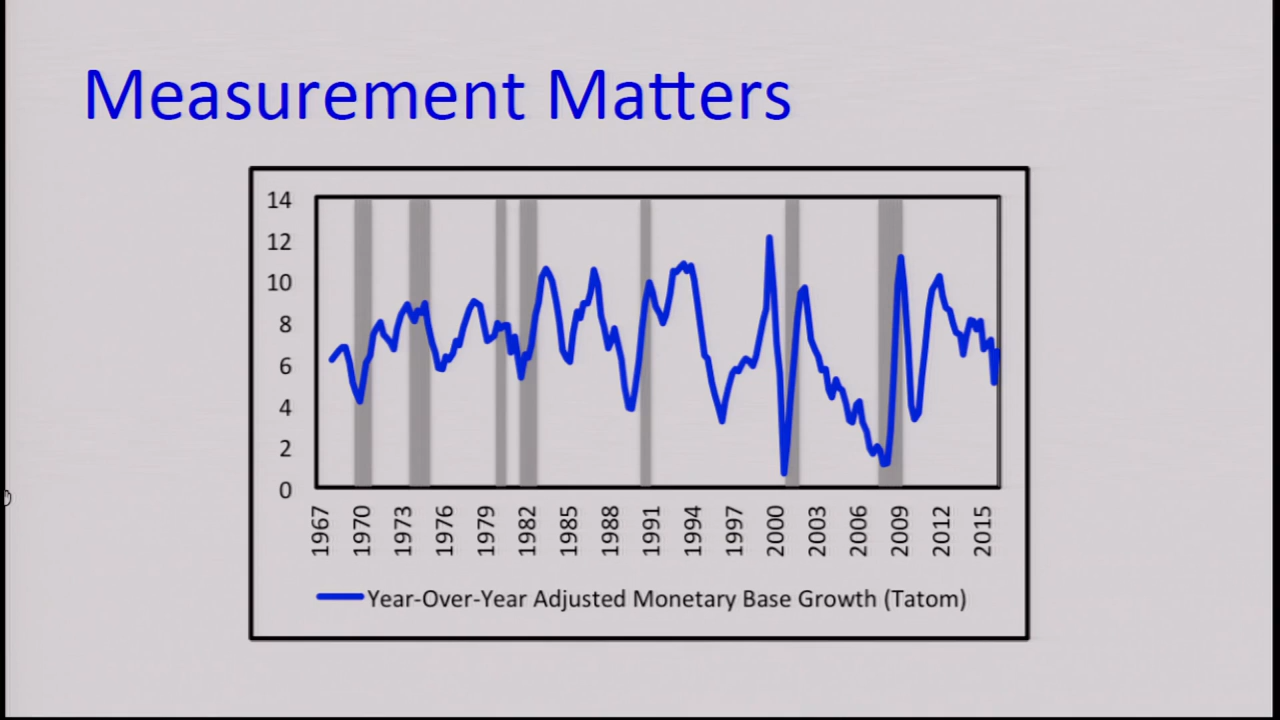 Measurement Matters
14
12
10
8
6
4
2
0
1967 1970 1973 1976 1979 1982 1985 1988 1991 1994 1997 2000 2003 2006 2009 2012 2015
Year-Over-Year Adjusted Monetary Base Growth (Tatom)